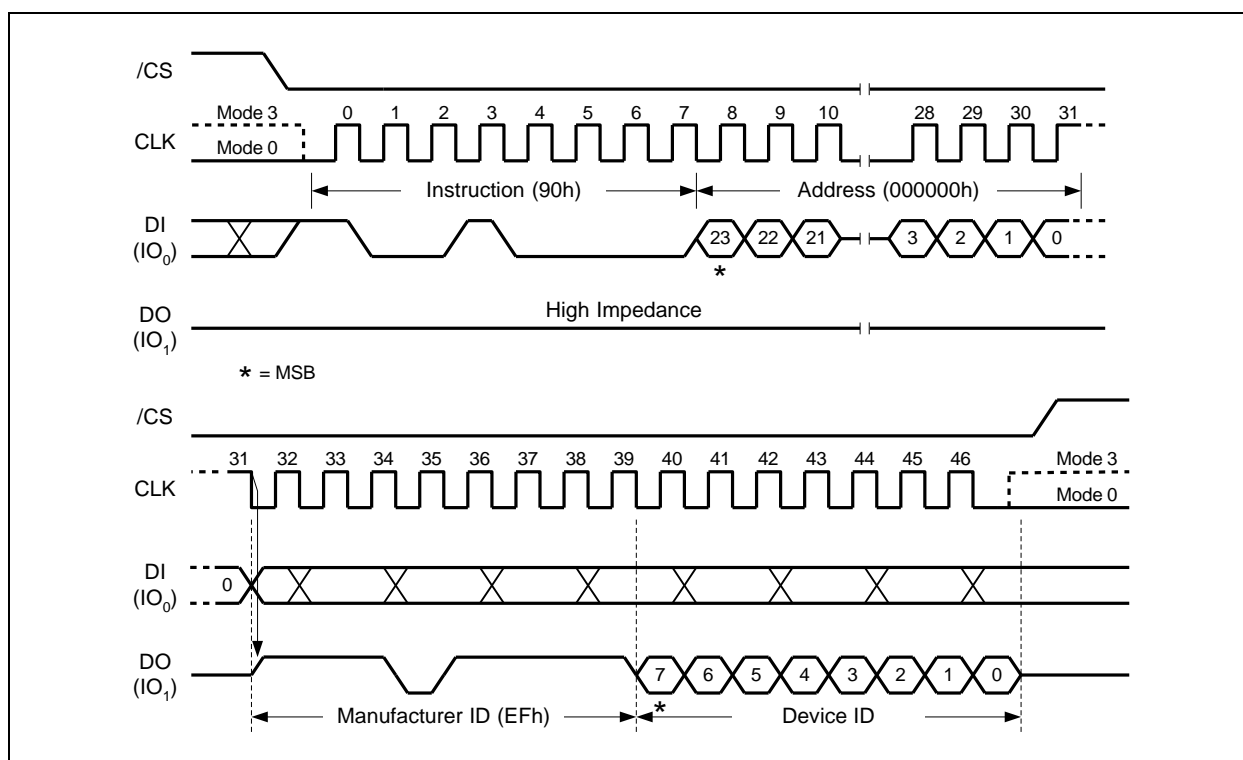 /CS
Mode 3
0 1 2 3 4 5 6 7 8 9 10 28 29 30 31
CLK
Mode 0
Instruction (90h) Address (000000h)
DI
(IO0)
23 22 21 3 2 1 0
*
High Impedance
DO
(IO1)
* = MSB
/CS
31 32 33 34 35 36 37 38 39 40 41 42 43 44 45 46
Mode 3
CLK
Mode 0
DI
(IO0)
0
DO
(IO1)
7 6 5 4 3 2 1 0
*
Manufacturer ID (EFh) Device ID